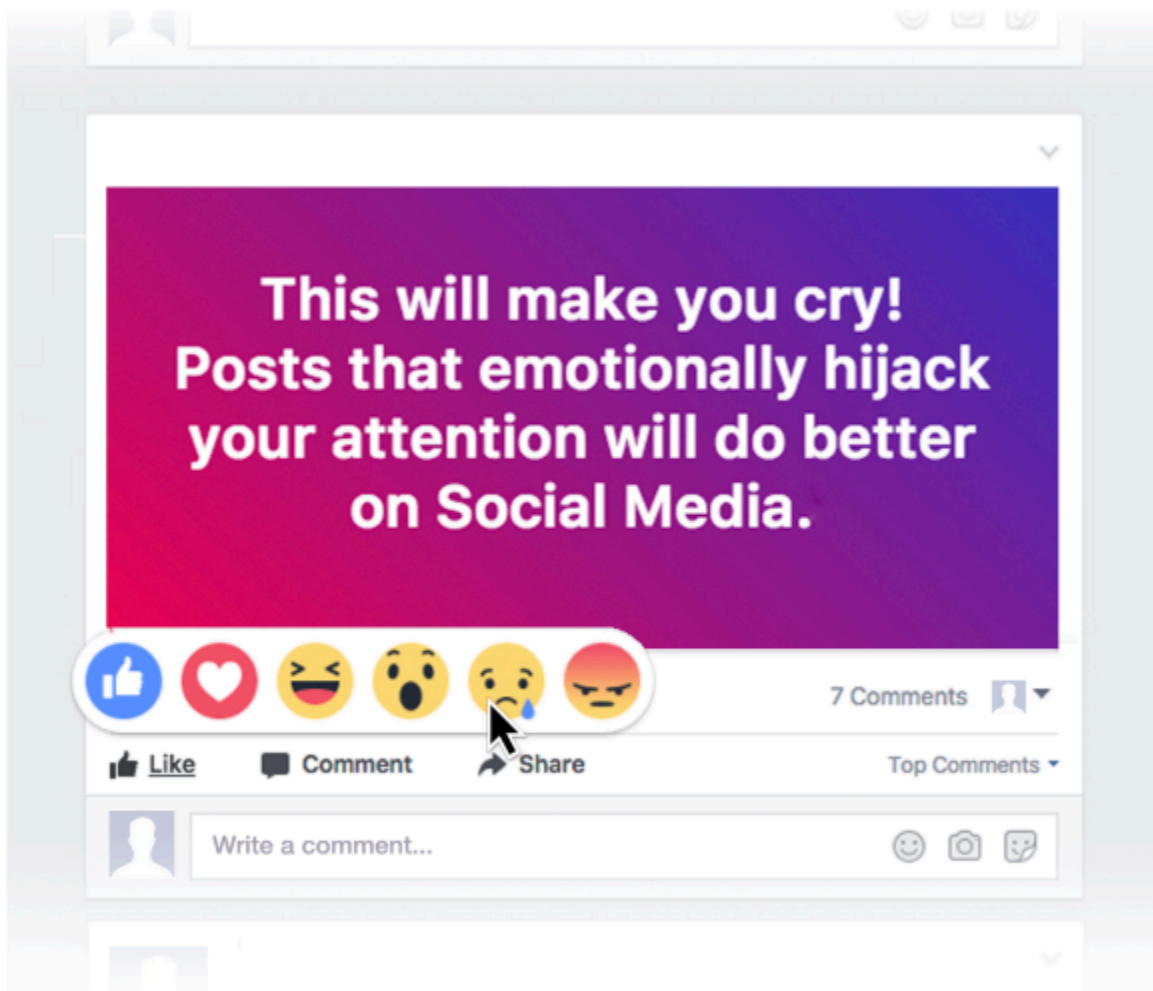 This will make you cry!
Posts that emotionally hijack
your attention will do better
on Social Media.
7 Comments
Like Comment Share Top Comments
Write a comment...